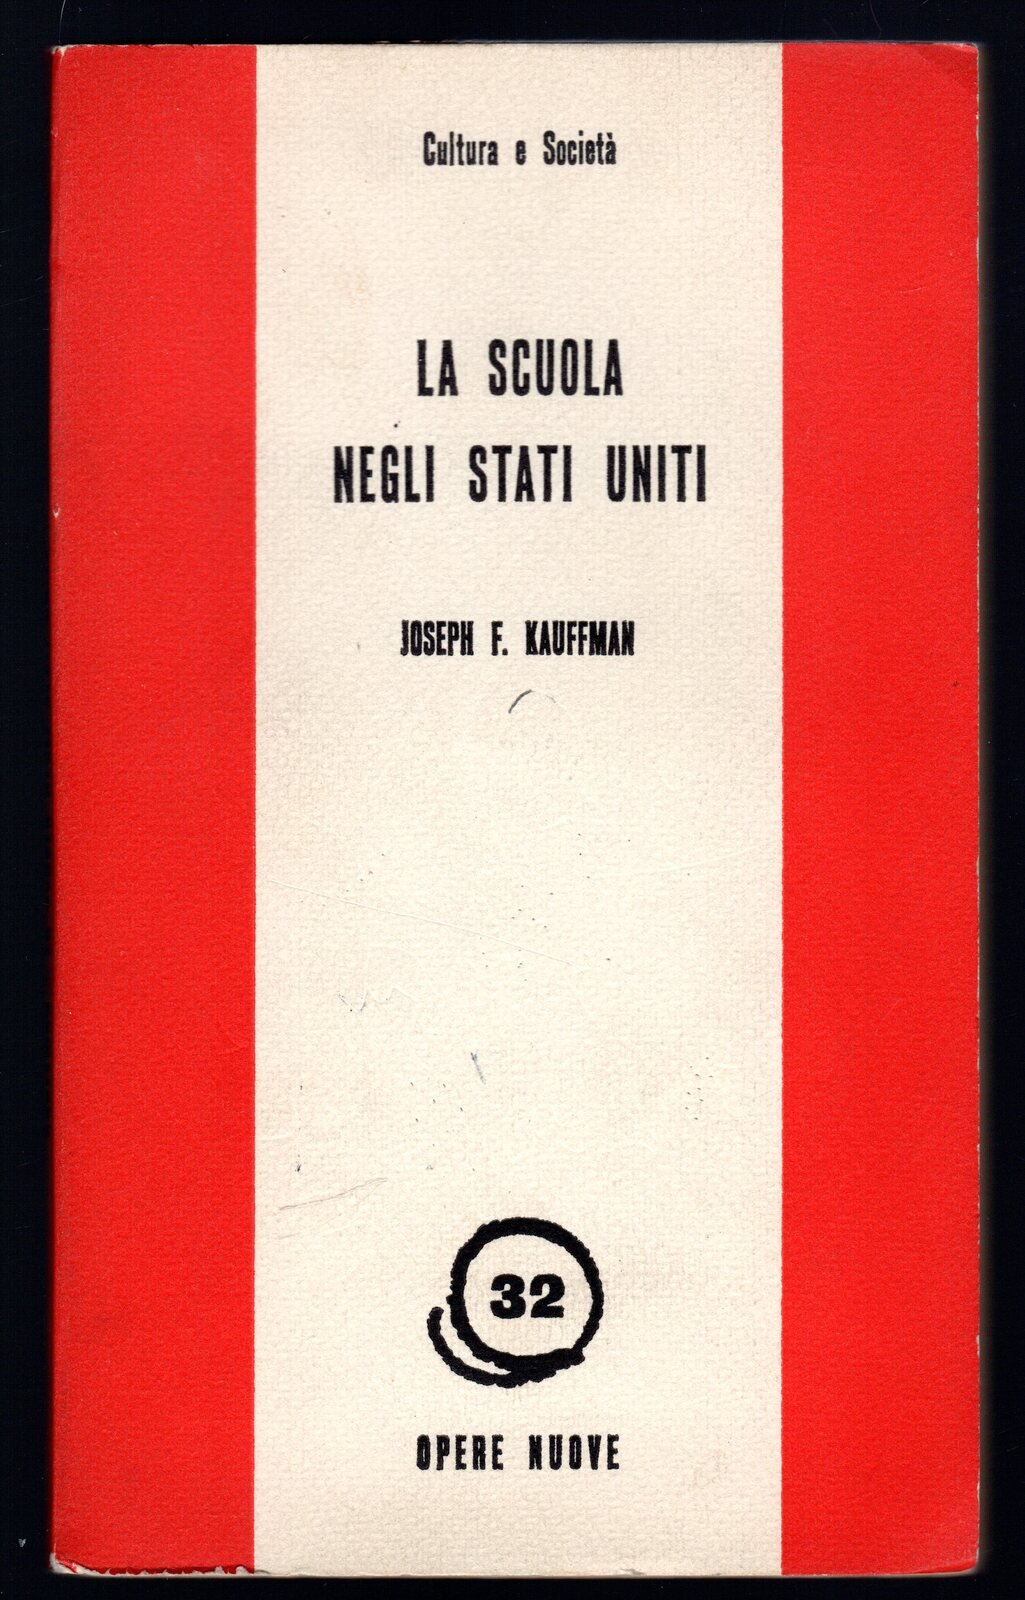 Cultura e Società
LA SCUOLA
NEGLI STATI UNITI
JOSEPH F. KAUFFMAN
32
OPERE NUOVE